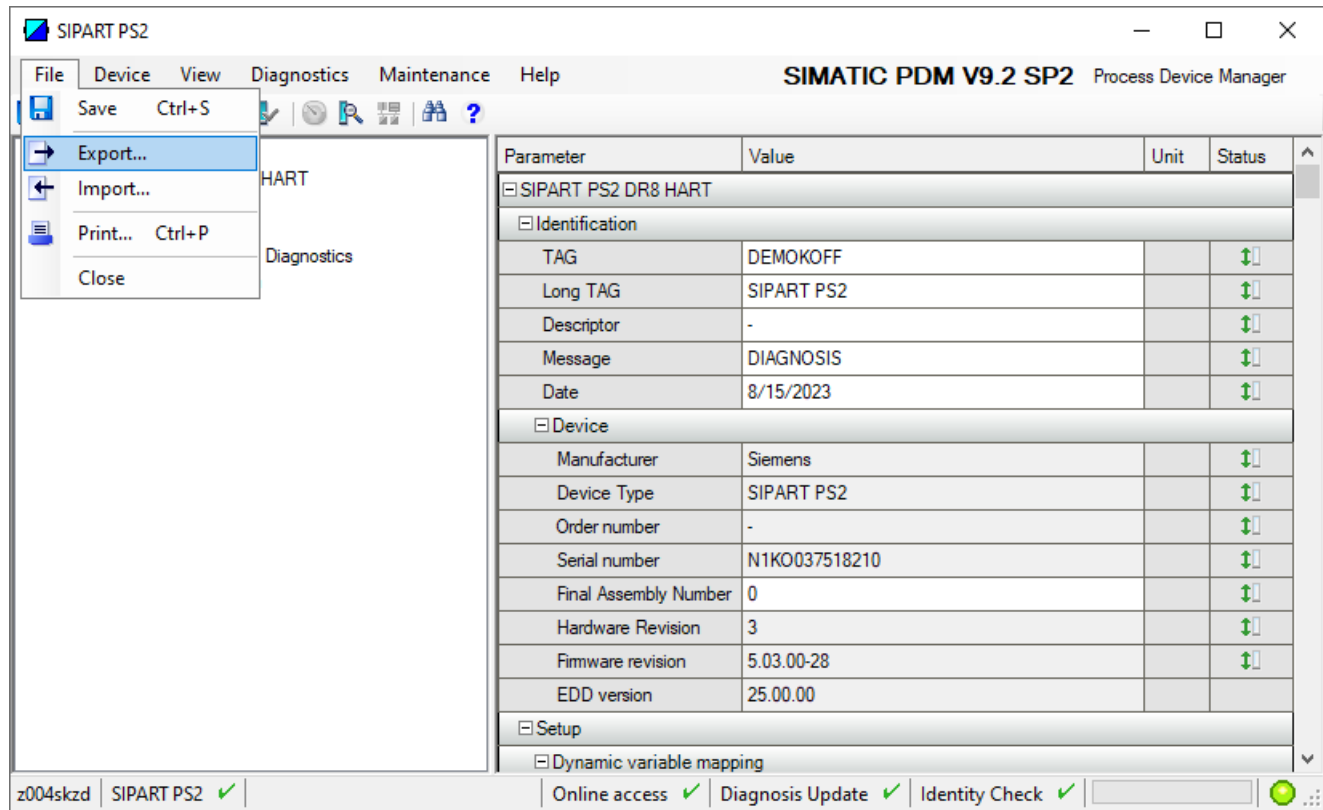 SIPART PS2
File Device View Diagnostics Maintenance Help SIMATIC PDM V9.2 SP2 Process Device Manager
Save Ctrl+S
Export...
Import...
Print... Ctrl+P
Close
HART
Diagnostics
Parameter Value Unit Status
SIPART PS2 DR8 HART
Identification
TAG DEMOKOFF
Long TAG SIPART PS2
Descriptor -
Message DIAGNOSIS
Date 8/15/2023
Device
Manufacturer Siemens
Device Type SIPART PS2
Order number -
Serial number N1KO037518210
Final Assembly Number 0
Hardware Revision 3
Firmware revision 5.03.00-28
EDD version 25.00.00
Setup
Dynamic variable mapping
z004skzd SIPART PS2 Online access Diagnosis Update Identity Check